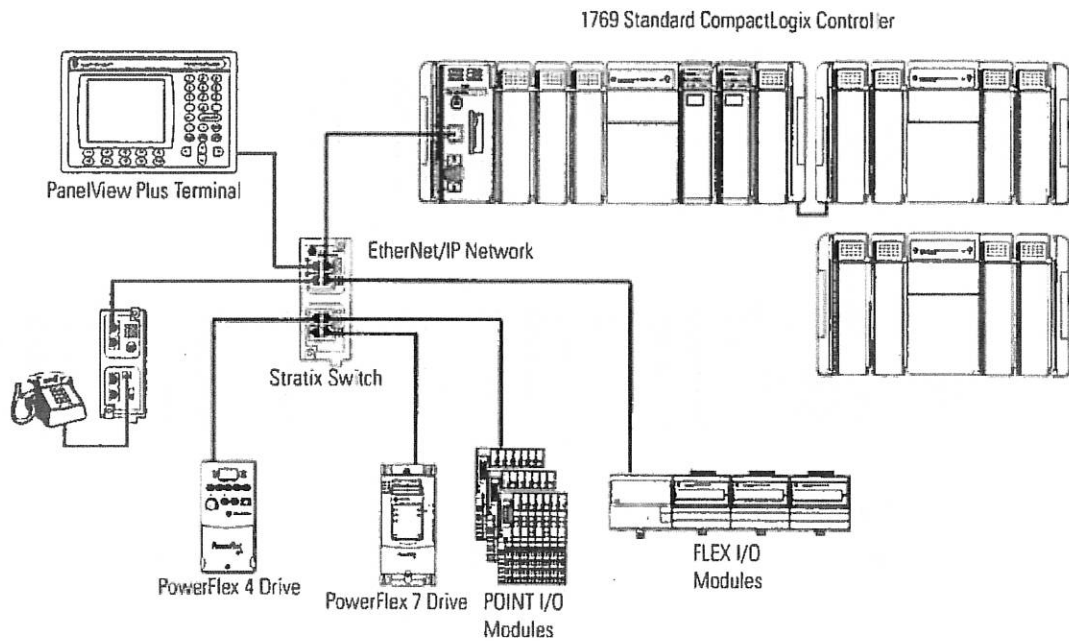 1769 Standard CompactLogix Controller
PanelView Plus Terminal
EtherNet/IP Network
Stratix Switch
PowerFlex 4 Drive
PowerFlex 7 Drive
POINT I/O
Modules
FLEX I/O
Modules